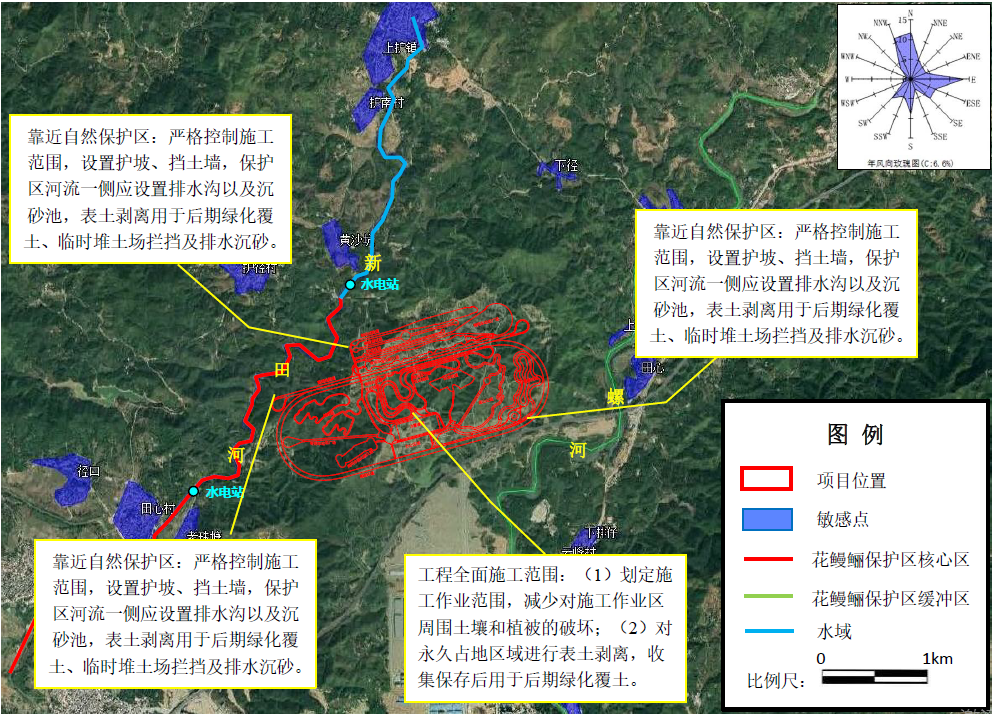 上护镇
护南村
下径
黄沙坑
护径村
新
水电站
田
河
水电站
径口
田心村
螺
河
田心
下排仔
靠近自然保护区：严格控制施工
范围，设置护坡、挡土墙，保护
区河流一侧应设置排水沟以及沉
砂池，表土剥离用于后期绿化覆
土、临时堆土场拦挡及排水沉砂。
靠近自然保护区：严格控制施工
范围，设置护坡、挡土墙，保护
区河流一侧应设置排水沟以及沉
砂池，表土剥离用于后期绿化覆
土、临时堆土场拦挡及排水沉砂。
靠近自然保护区：严格控制施工
范围，设置护坡、挡土墙，保护
区河流一侧应设置排水沟以及沉
砂池，表土剥离用于后期绿化覆
土、临时堆土场拦挡及排水沉砂。
工程全面施工范围：（1）划定施
工作业范围，减少对施工作业区
周围土壤和植被的破坏；（2）对
永久占地区域进行表土剥离，收
集保存后用于后期绿化覆土。
N
NNE
NE
ENE
E
ESE
SE
SSE
S
SSW
SW
WSW
W
WNW
NW
NNW
15
10
年风向玫瑰图(C:6.6%)
图 例
项目位置
敏感点
花鳗鲡保护区核心区
花鳗鲡保护区缓冲区
水域
0 1km
比例尺：